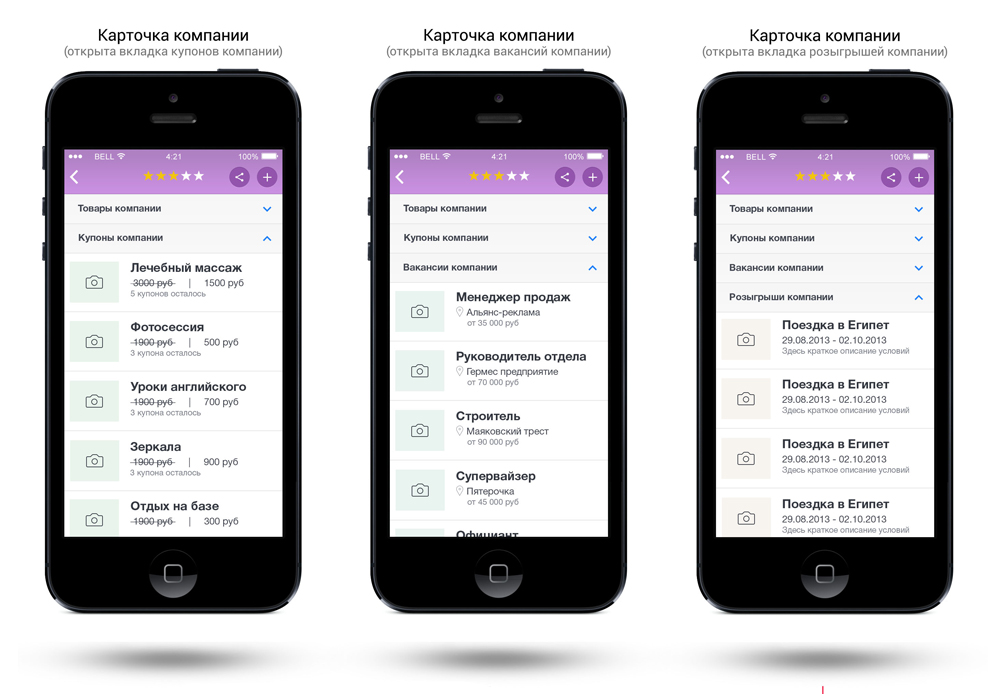 Карточка компании
(открыта вкладка купонов компании)
BELL 4:21 100%
Товары компании
Купоны компании
Лечебный массаж
3000 руб | 1500 руб
5 купонов осталось
Фотосессия
1900 руб | 500 руб
3 купона осталось
Уроки английского
1900 руб | 700 руб
3 купона осталось
Зеркала
1900 руб | 900 руб
3 купона осталось
Отдых на базе
1900 руб | 300 руб
Карточка компании
(открыта вкладка вакансий компании)
BELL 4:21 100%
Товары компании
Купоны компании
Вакансии компании
Менеджер продаж
Альянс-реклама
от 35 000 руб
Руководитель отдела
Гермес предприятие
от 70 000 руб
Строитель
Маяковский трест
от 90 000 руб
Супервайзер
Пятерочка
от 45 000 руб
Официант
Карточка компании
(открыта вкладка розыгрышей компании)
BELL 4:21 100%
Товары компании
Купоны компании
Вакансии компании
Розыгрыши компании
Поездка в Египет
29.08.2013 - 02.10.2013
Здесь краткое описание условий
Поездка в Египет
29.08.2013 - 02.10.2013
Здесь краткое описание условий
Поездка в Египет
29.08.2013 - 02.10.2013
Здесь краткое описание условий
Поездка в Египет
29.08.2013 - 02.10.2013
Здесь краткое описание условий